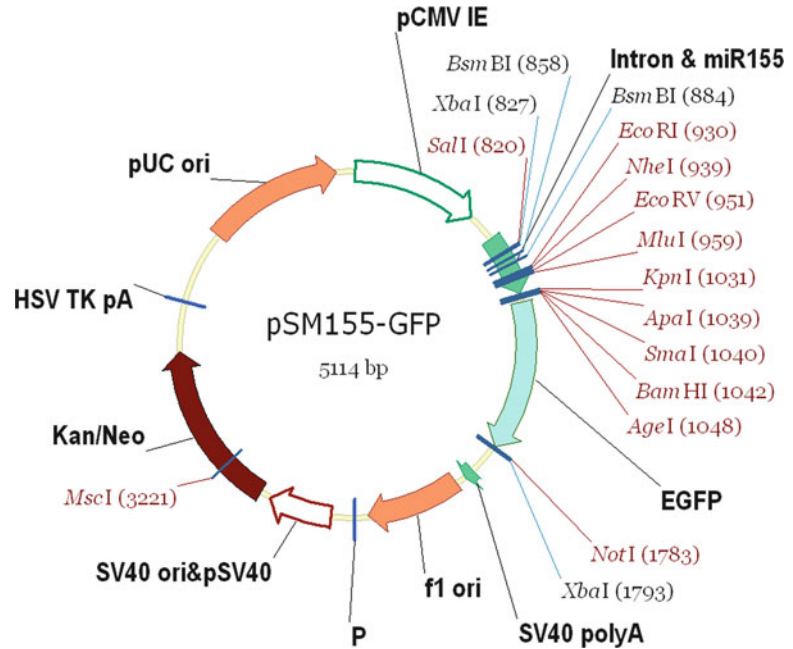 pCMV IE
BsmBI (858)
Intron & miR155
XbaI (827)
BsmBI (884)
SalI (820)
EcoRI (930)
pUC ori
NheI (939)
EcoRV (951)
MluI (959)
HSV TK pA
KpnI (1031)
pSM155-GFP
ApaI (1039)
5114 bp
SmaI (1040)
BamHI (1042)
Kan/Neo
AgeI (1048)
MscI (3221)
EGFP
NotI (1783)
SV40 ori&pSV40
f1 ori
XbaI (1793)
P
SV40 polyA